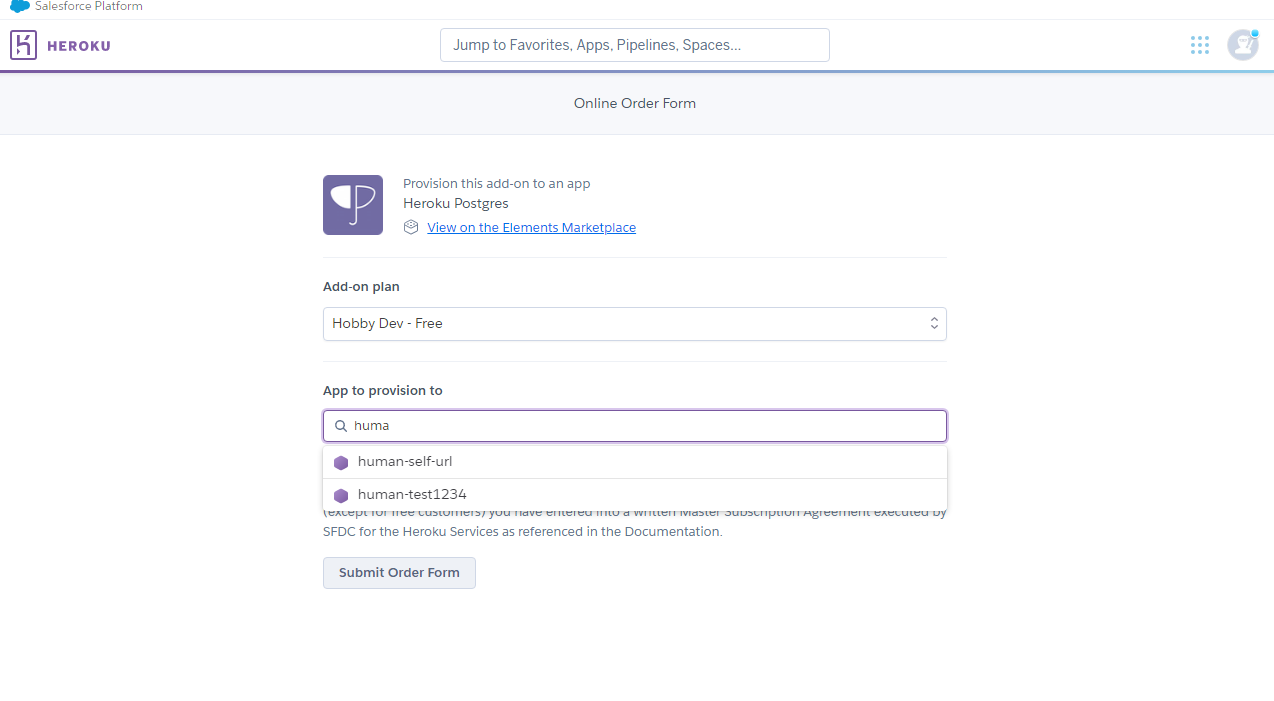 Salesforce Platform
HEROKU
Jump to Favorites, Apps, Pipelines, Spaces...
Online Order Form
Provision this add-on to an app
Heroku Postgres
View on the Elements Marketplace
Add-on plan
Hobby Dev - Free
App to provision to
huma
human-self-url
human-test1234
(except for free customers) you have entered into a written Master Subscription Agreement executed by
SFDC for the Heroku Services as referenced in the Documentation.
Submit Order Form